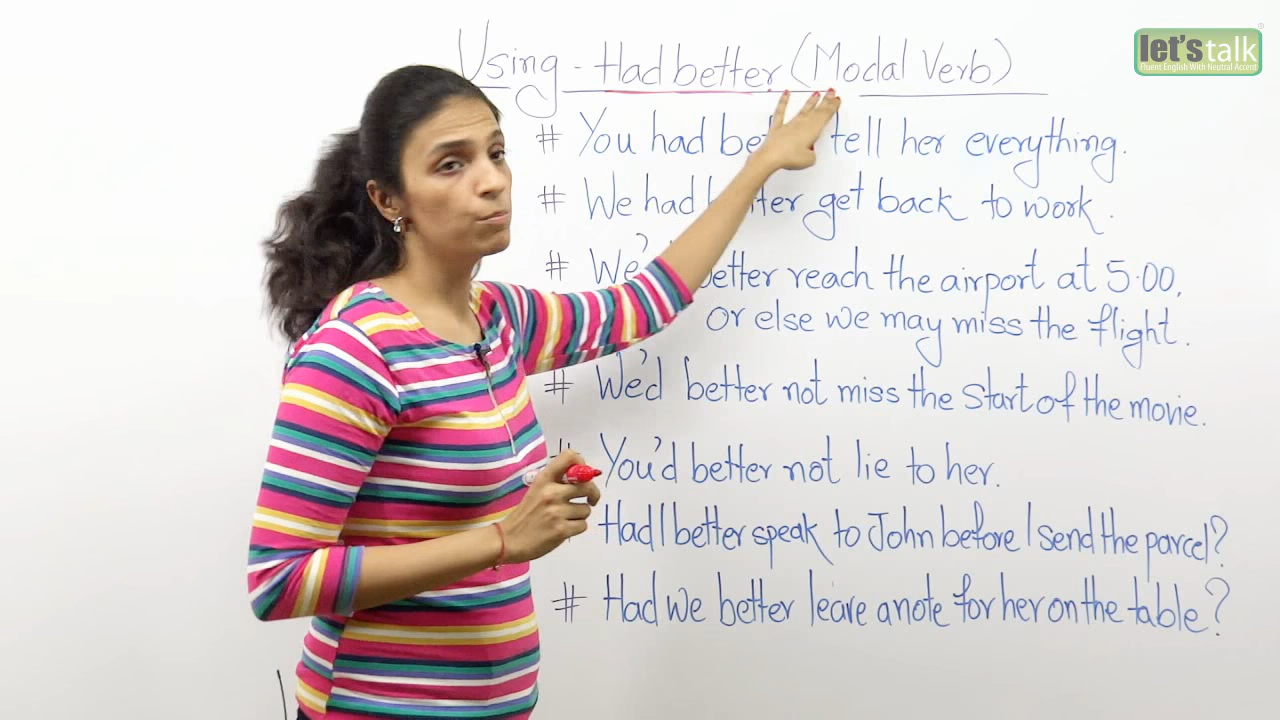 let's talk
®
Fluent English With Neutral Accent
Using - Had better (Modal Verb)
# You had better tell her everything.
# We had better get back to work.
# We'd better reach the airport at 5.00,
or else we may miss the flight.
# We'd better not miss the start of the movie.
# You'd better not lie to her.
# Had I better speak to John before I send the parcel?
# Had we better leave a note for her on the table?